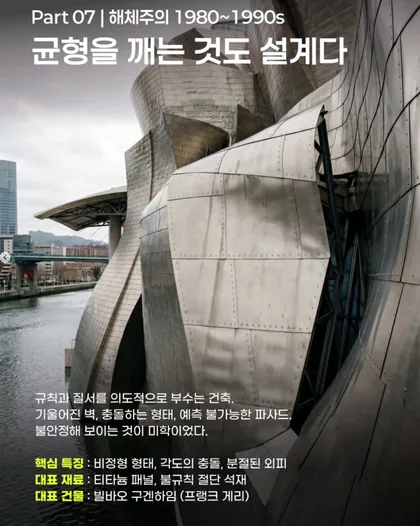 Part 07 | 해체주의 1980~1990s
균형을 깨는 것도 설계다
규칙과 질서를 의도적으로 부수는 건축.
기울어진 벽, 충돌하는 형태, 예측 불가능한 파사드.
불안정해 보이는 것이 미학이었다.
핵심 특징 : 비정형 형태, 각도의 충돌, 분절된 외피
대표 재료 : 티타늄 패널, 불규칙 절단 석재
대표 건물 : 빌바오 구겐하임 (프랭크 게리)